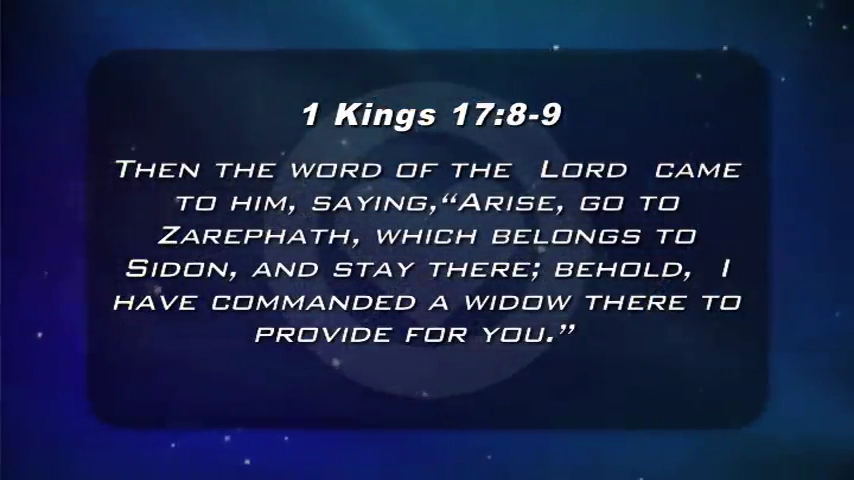 1 Kings 17:8-9
Then the word of the Lord came
to him, saying,“Arise, go to
Zarephath, which belongs to
Sidon, and stay there; behold, I
have commanded a widow there to
provide for you.”